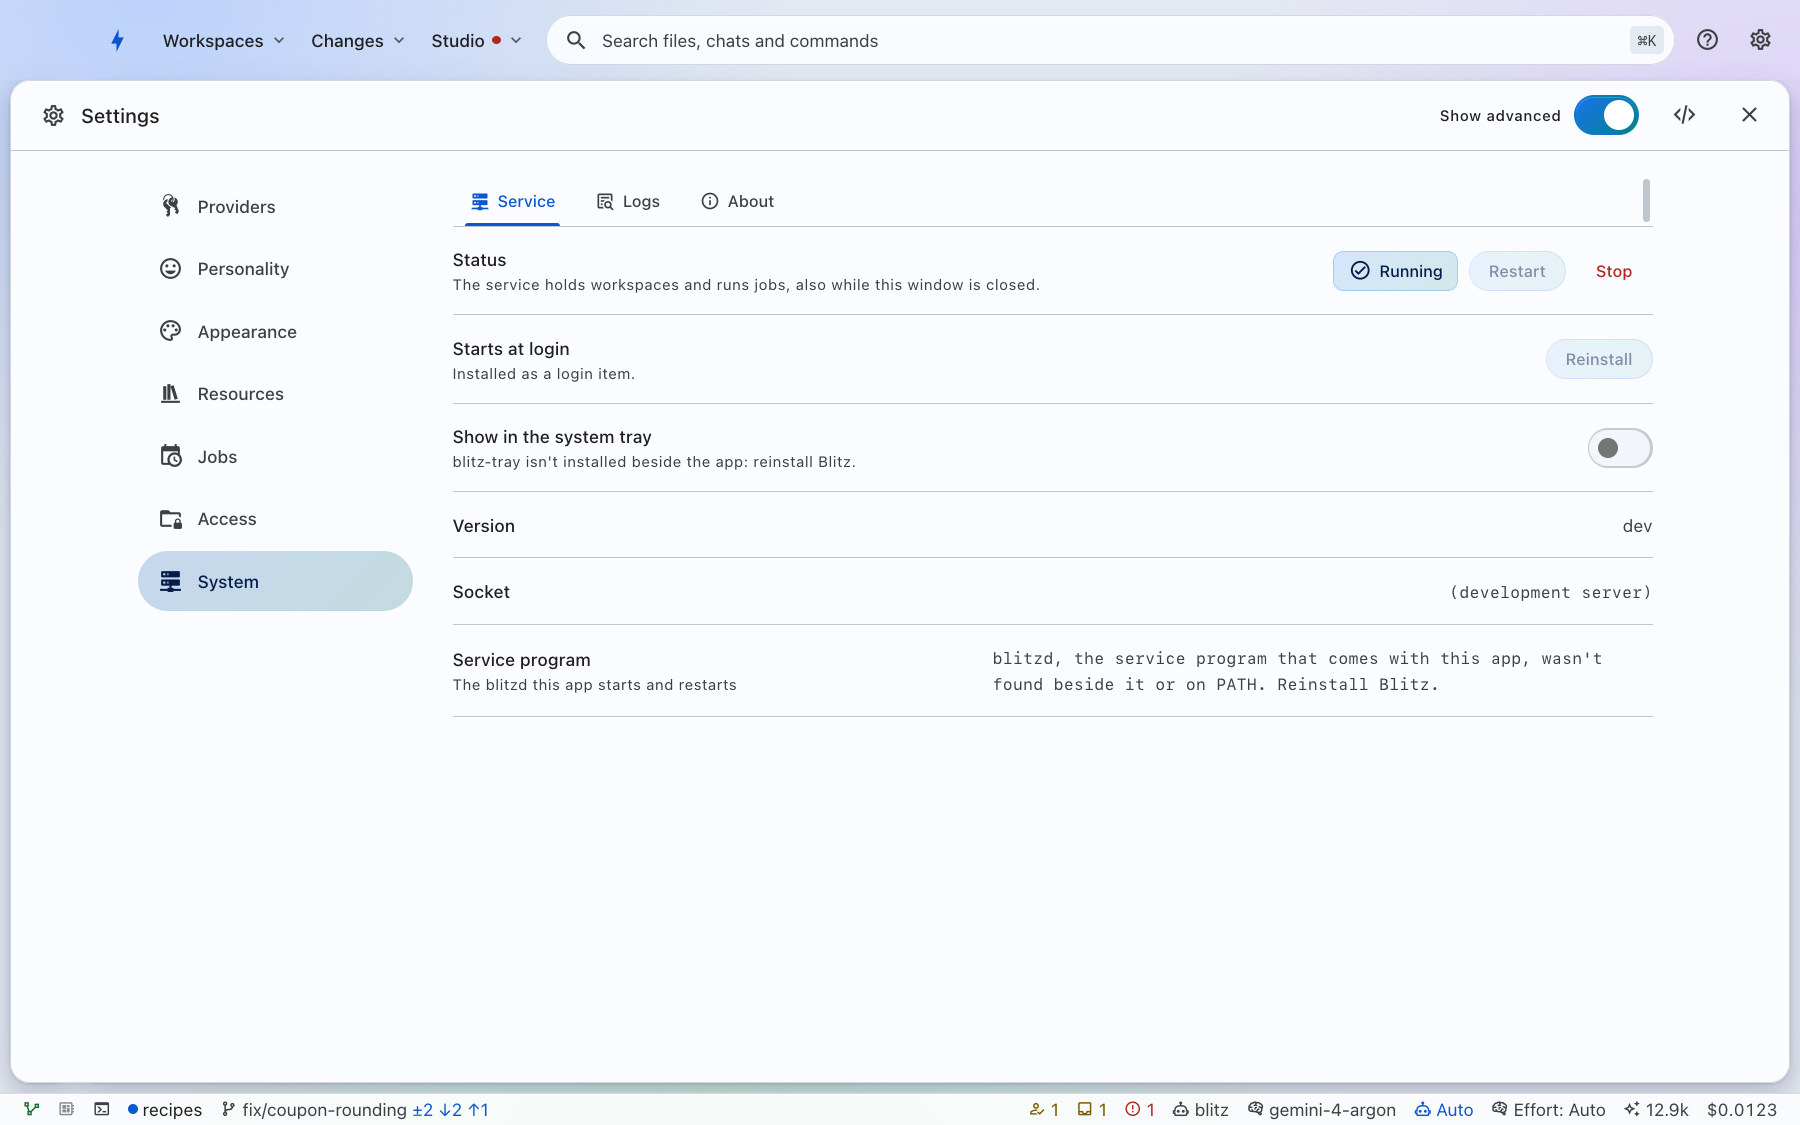 Workspaces
Changes
Studio
Search files, chats and commands
⌘K
Settings
Show advanced
Providers
Personality
Appearance
Resources
Jobs
Access
System
Service
Logs
About
Status
The service holds workspaces and runs jobs, also while this window is closed.
Running
Restart
Stop
Starts at login
Installed as a login item.
Reinstall
Show in the system tray
blitz-tray isn't installed beside the app: reinstall Blitz.
Version
dev
Socket
(development server)
Service program
The blitzd this app starts and restarts
blitzd, the service program that comes with this app, wasn't
found beside it or on PATH. Reinstall Blitz.
recipes
fix/coupon-rounding ±2 ↓2 ↑1
1
1
1
blitz
gemini-4-argon
Auto
Effort: Auto
12.9k
$0.0123